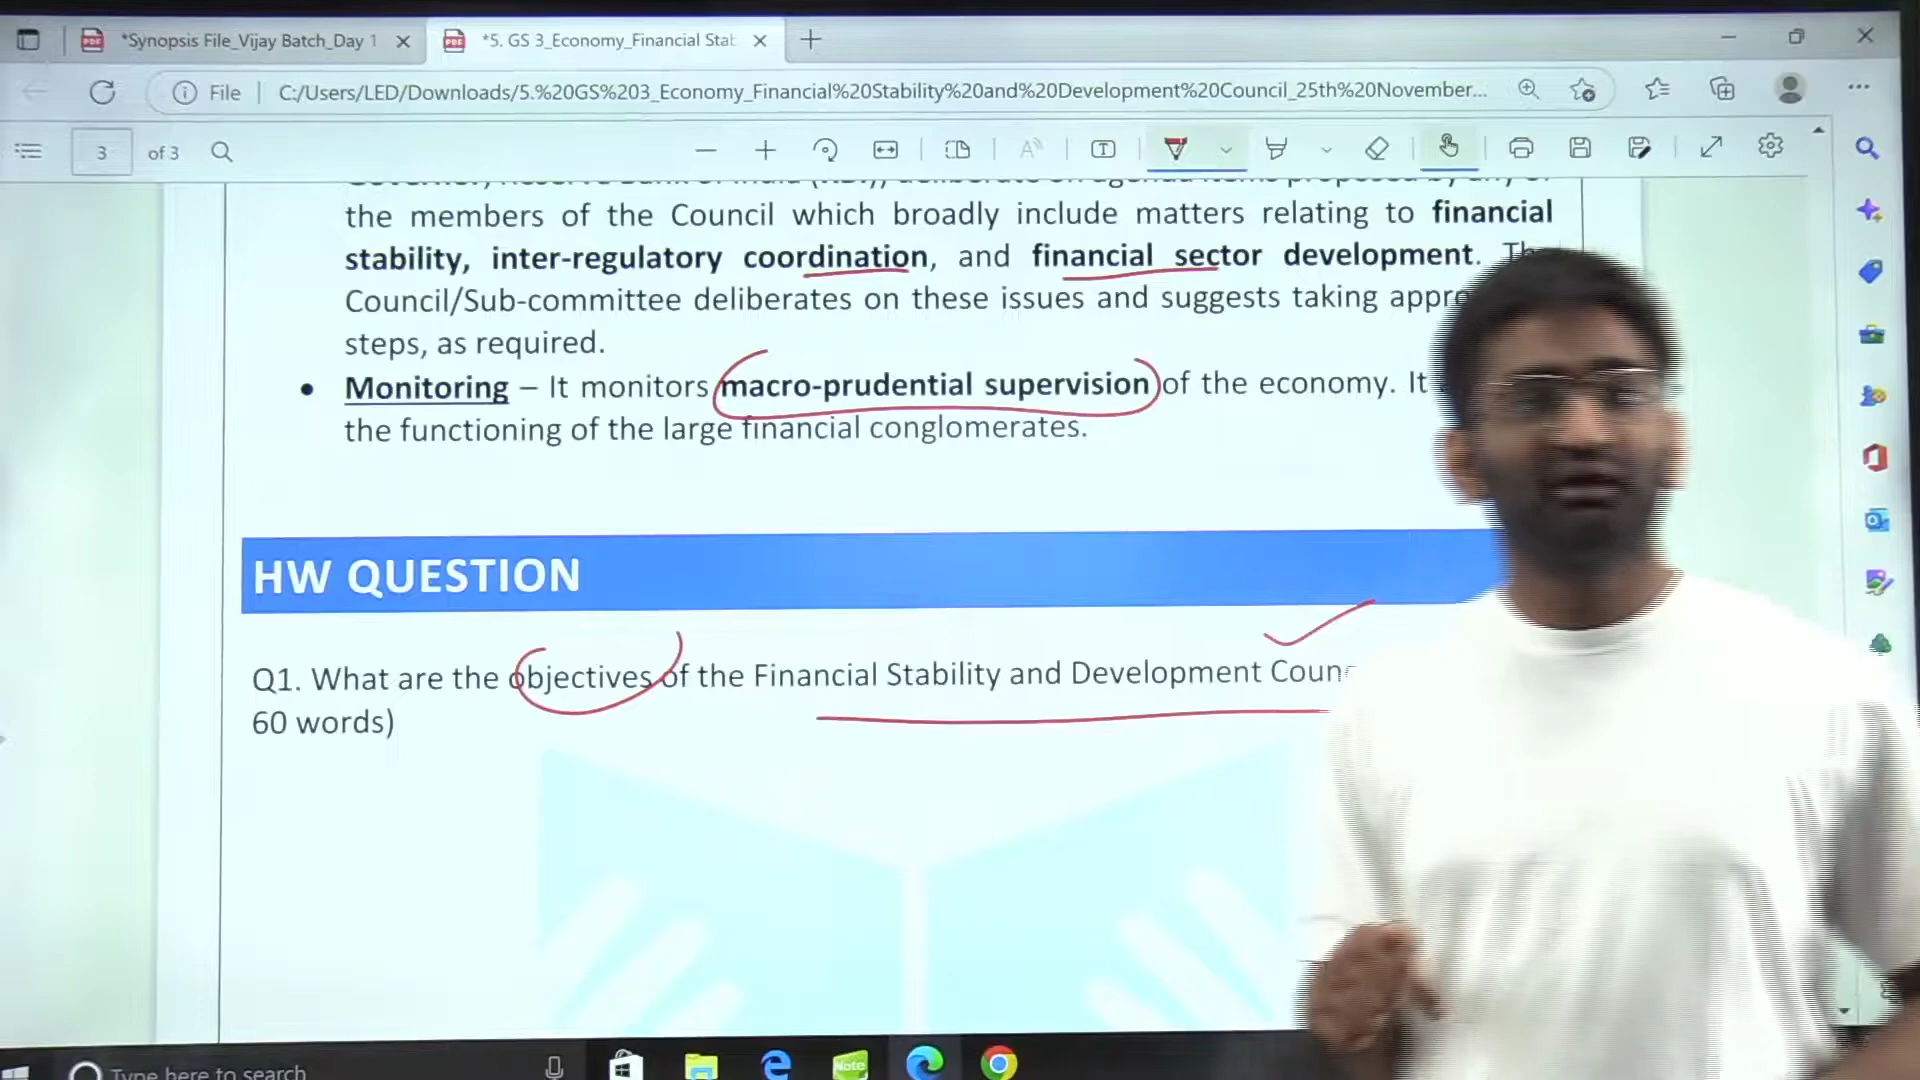 *Synopsis File_Vijay Batch_Day 1
*5. GS 3_Economy_Financial Stab
File
C:/Users/LED/Downloads/5.%20GS%203_Economy_Financial%20Stability%20and%20Development%20Council_25th%20November...
3 of 3
the members of the Council which broadly include matters relating to financial
stability, inter-regulatory coordination, and financial sector development.
Council/Sub-committee deliberates on these issues and suggests taking
steps, as required.
• Monitoring – It monitors macro-prudential supervision of the economy. It
the functioning of the large financial conglomerates.
HW QUESTION
Q1. What are the objectives of the Financial Stability and Development
60 words)
Type here to search
Note